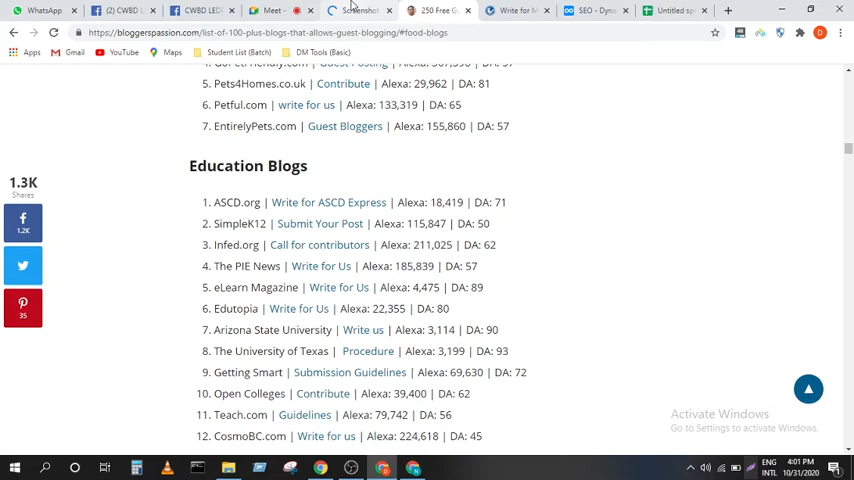 WhatsApp
(2) CWBD L
CWBD LEDP
Meet -
Screenshot
250 Free G
Write for M
SEO - Dyna
Untitled spr
https://bloggerspassion.com/list-of-100-plus-blogs-that-allows-guest-blogging/#food-blogs
Apps
Gmail
YouTube
Maps
Student List (Batch)
DM Tools (Basic)
5. Pets4Homes.co.uk | Contribute | Alexa: 29,962 | DA: 81
6. Petful.com | write for us | Alexa: 133,319 | DA: 65
7. EntirelyPets.com | Guest Bloggers | Alexa: 155,860 | DA: 57
Education Blogs
1.3K
Shares
1.2K
35
1. ASCD.org | Write for ASCD Express | Alexa: 18,419 | DA: 71
2. SimpleK12 | Submit Your Post | Alexa: 115,847 | DA: 50
3. Infed.org | Call for contributors | Alexa: 211,025 | DA: 62
4. The PIE News | Write for Us | Alexa: 185,839 | DA: 57
5. eLearn Magazine | Write for Us | Alexa: 4,475 | DA: 89
6. Edutopia | Write for Us | Alexa: 22,355 | DA: 80
7. Arizona State University | Write us | Alexa: 3,114 | DA: 90
8. The University of Texas | Procedure | Alexa: 3,199 | DA: 93
9. Getting Smart | Submission Guidelines | Alexa: 69,630 | DA: 72
10. Open Colleges | Contribute | Alexa: 39,400 | DA: 62
11. Teach.com | Guidelines | Alexa: 79,742 | DA: 56
12. CosmoBC.com | Write for us | Alexa: 224,618 | DA: 45
Activate Windows
Go to Settings to activate Windows.
ENG
INTL
4:01 PM
10/31/2020